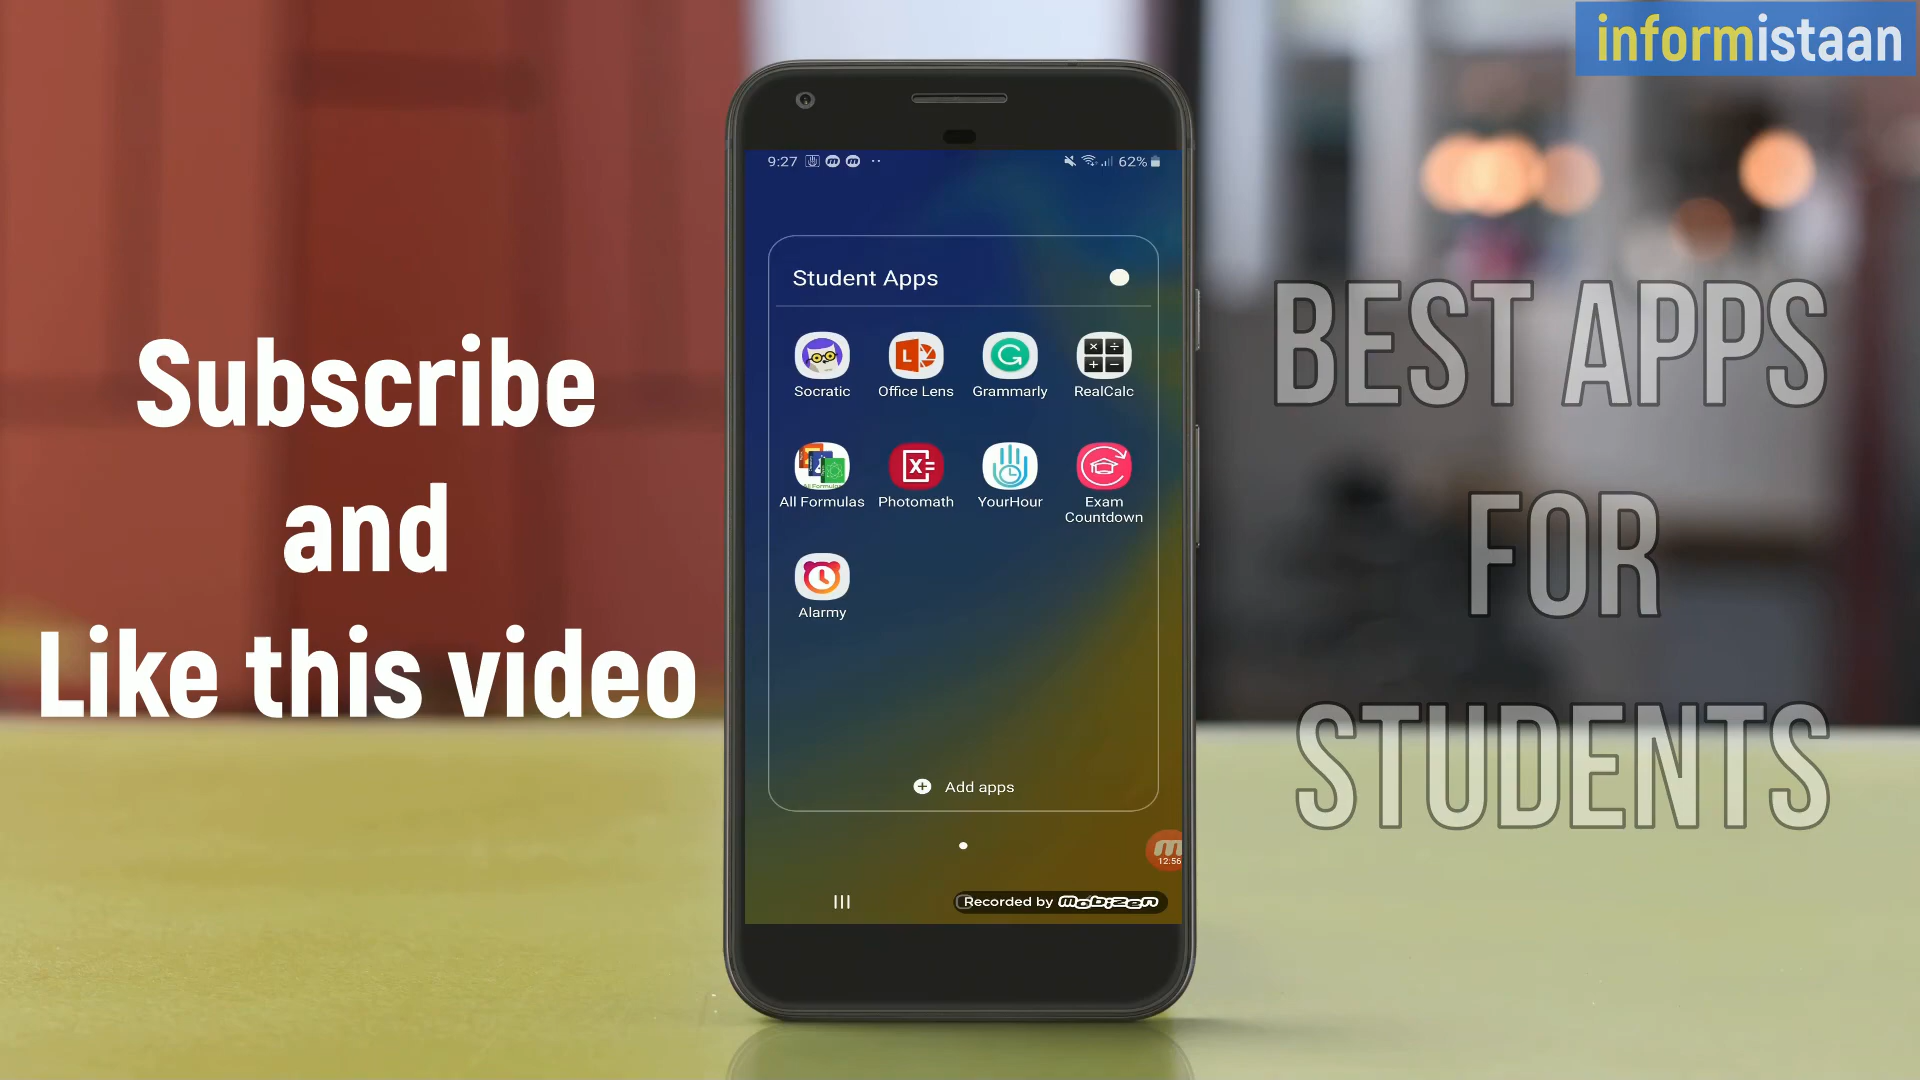 informistaan
Subscribe
and
Like this video
9:27
62%
Student Apps
Socratic
Office Lens
Grammarly
RealCalc
All Formulas
Photomath
YourHour
Exam
Countdown
Alarmy
Add apps
12:56
Recorded by Mobizen
BEST APPS
FOR
STUDENTS